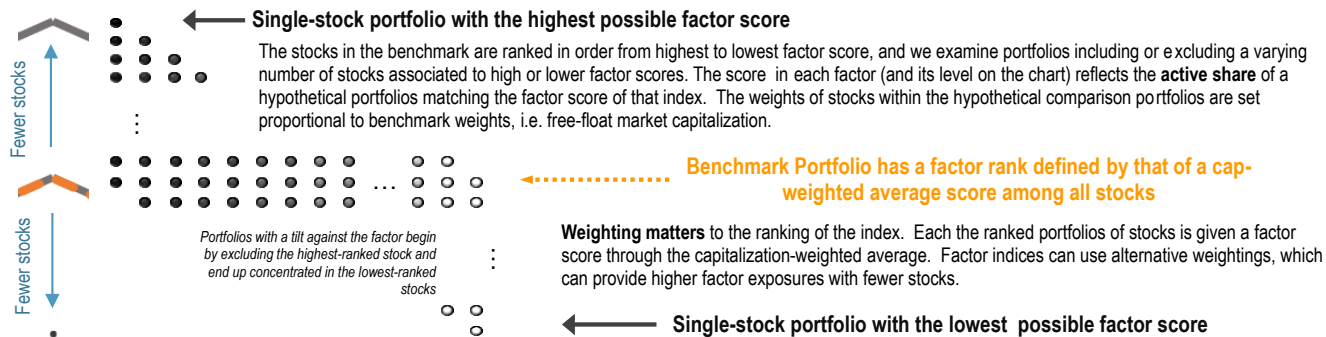 Single-stock portfolio with the highest possible factor score
The stocks in the benchmark are ranked in order from highest to lowest factor score, and we examine portfolios including or excluding a varying
number of stocks associated to high or lower factor scores. The score in each factor (and its level on the chart) reflects the active share of a
hypothetical portfolios matching the factor score of that index. The weights of stocks within the hypothetical comparison portfolios are set
proportional to benchmark weights, i.e. free-float market capitalization.
Fewer stocks
...
...
Benchmark Portfolio has a factor rank defined by that of a cap-
weighted average score among all stocks
Fewer stocks
Portfolios with a tilt against the factor begin
by excluding the highest-ranked stock and
end up concentrated in the lowest-ranked
stocks
...
Weighting matters to the ranking of the index. Each the ranked portfolios of stocks is given a factor
score through the capitalization-weighted average. Factor indices can use alternative weightings, which
can provide higher factor exposures with fewer stocks.
Single-stock portfolio with the lowest possible factor score